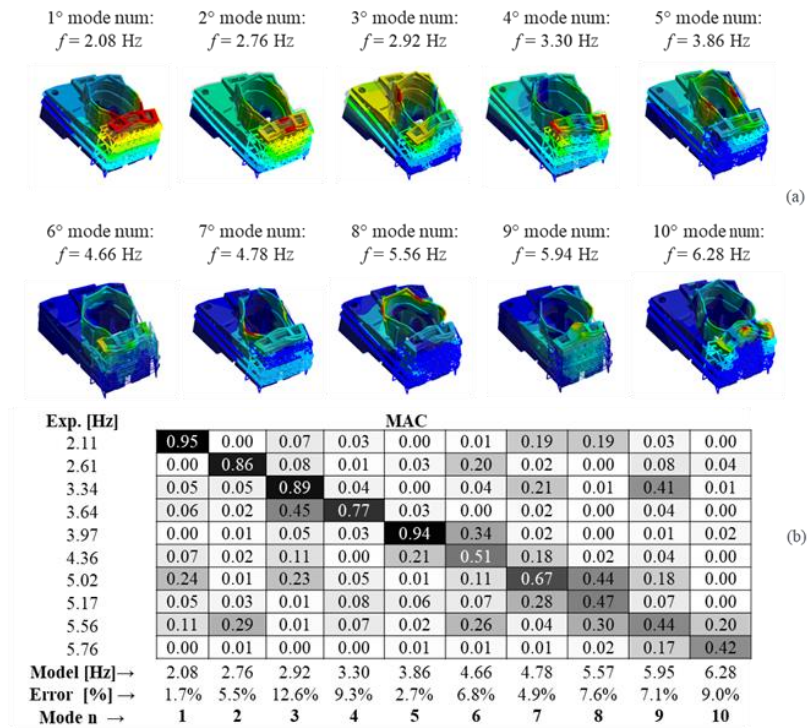 1° mode num: 2° mode num: 3° mode num: 4° mode num: 5° mode num:
f = 2.08 Hz f = 2.76 Hz f = 2.92 Hz f = 3.30 Hz f = 3.86 Hz
(a)
6° mode num: 7° mode num: 8° mode num: 9° mode num: 10° mode num:
f = 4.66 Hz f = 4.78 Hz f = 5.56 Hz f = 5.94 Hz f = 6.28 Hz
Exp. [Hz] MAC
2.11 0.95 0.00 0.07 0.03 0.00 0.01 0.19 0.19 0.03 0.00
2.61 0.00 0.86 0.08 0.01 0.03 0.20 0.02 0.00 0.08 0.04
3.34 0.05 0.05 0.89 0.04 0.00 0.04 0.21 0.01 0.41 0.01
3.64 0.06 0.02 0.45 0.77 0.03 0.00 0.02 0.00 0.04 0.00
3.97 0.00 0.01 0.05 0.03 0.94 0.34 0.02 0.00 0.01 0.02
(b)
4.36 0.07 0.02 0.11 0.00 0.21 0.51 0.18 0.02 0.04 0.00
5.02 0.24 0.01 0.23 0.05 0.01 0.11 0.67 0.44 0.18 0.00
5.17 0.05 0.03 0.01 0.08 0.06 0.07 0.28 0.47 0.07 0.00
5.56 0.11 0.29 0.01 0.07 0.02 0.26 0.04 0.30 0.44 0.20
5.76 0.00 0.01 0.00 0.00 0.01 0.01 0.01 0.02 0.17 0.42
Model [Hz]→ 2.08 2.76 2.92 3.30 3.86 4.66 4.78 5.57 5.95 6.28
Error [%]→ 1.7% 5.5% 12.6% 9.3% 2.7% 6.8% 4.9% 7.6% 7.1% 9.0%
Mode n → 1 2 3 4 5 6 7 8 9 10